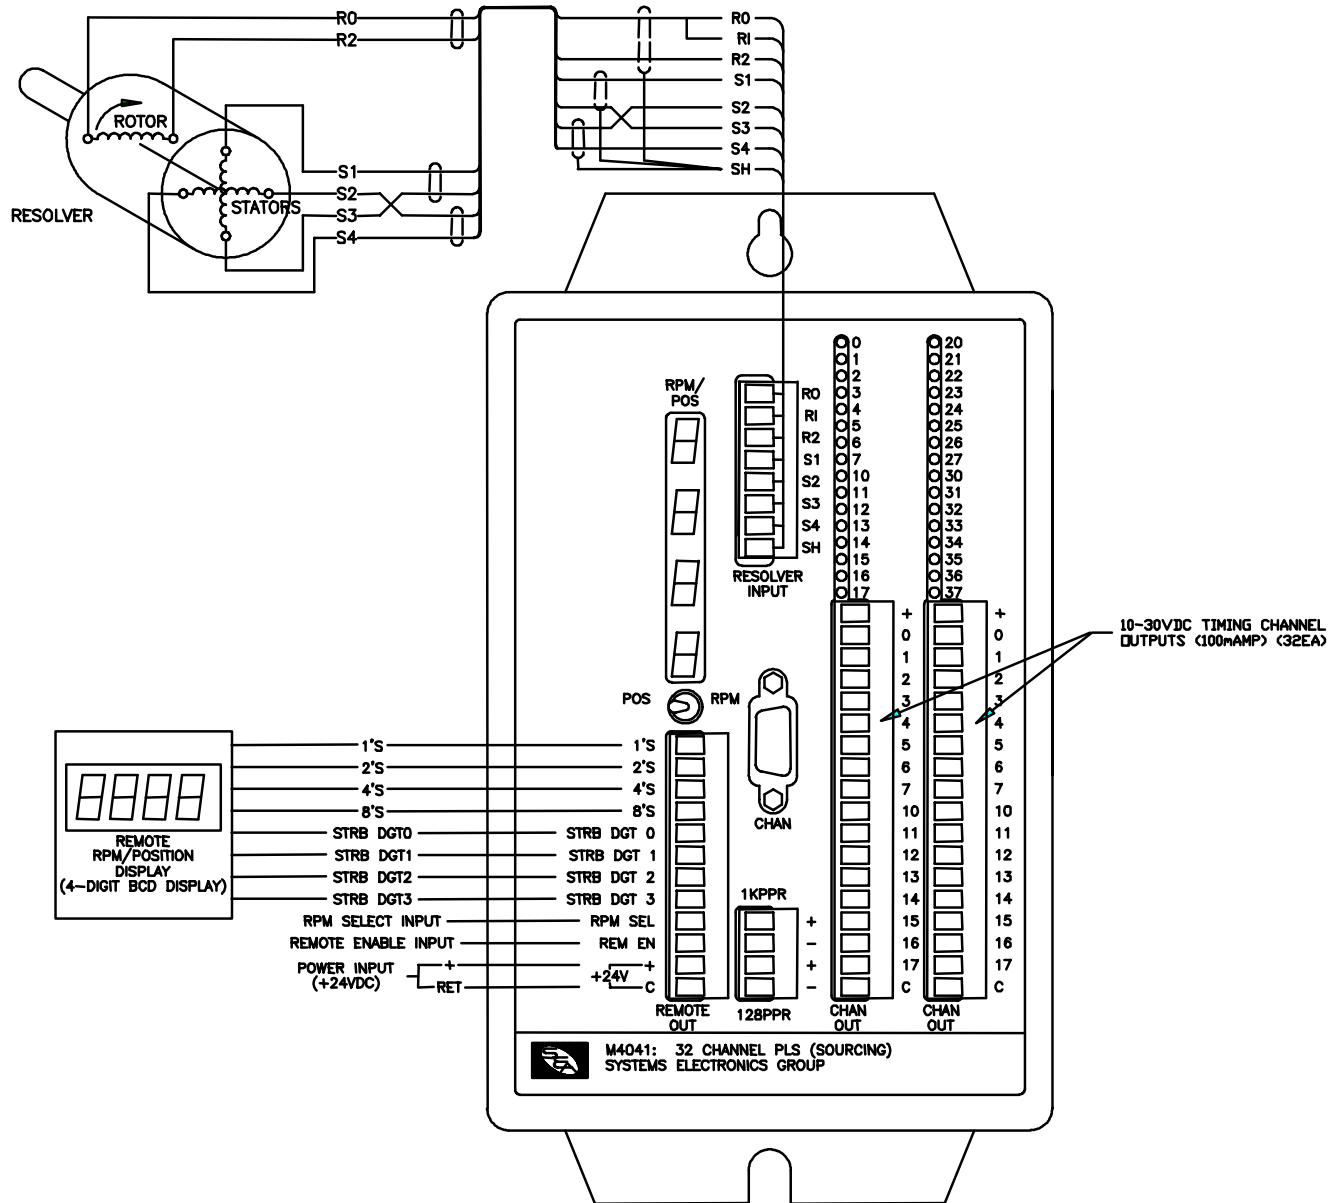 R0
R2
R0
R1
R2
S1
S2
S3
S4
SH
ROTOR
S1
S2
S3
S4
STATORS
RESOLVER
RPM/
POS
R0
R1
R2
S1
S2
S3
S4
SH
RESOLVER
INPUT
0
1
2
3
4
5
6
7
10
11
12
13
14
15
16
17
20
21
22
23
24
25
26
27
30
31
32
33
34
35
36
37
+
0
1
2
3
4
5
6
7
10
11
12
13
14
15
16
17
C
CHAN
OUT
+
0
1
2
3
4
5
6
7
10
11
12
13
14
15
16
17
C
CHAN
OUT
10-30VDC TIMING CHANNEL
OUTPUTS (100mAMP) (32EA)
POS
RPM
CHAN
1'S 1'S
2'S 2'S
4'S 4'S
8'S 8'S
STRB DGT0 STRB DGT 0
STRB DGT1 STRB DGT 1
STRB DGT2 STRB DGT 2
STRB DGT3 STRB DGT 3
RPM SELECT INPUT RPM SEL
REMOTE ENABLE INPUT REM EN
POWER INPUT
(+24VDC)
+
RET
+24V
+
C
REMOTE
OUT
REMOTE
RPM/POSITION
DISPLAY
(4-DIGIT BCD DISPLAY)
1KPPR
+
-
+
-
128PPR
SEA
M4041: 32 CHANNEL PLS (SOURCING)
SYSTEMS ELECTRONICS GROUP